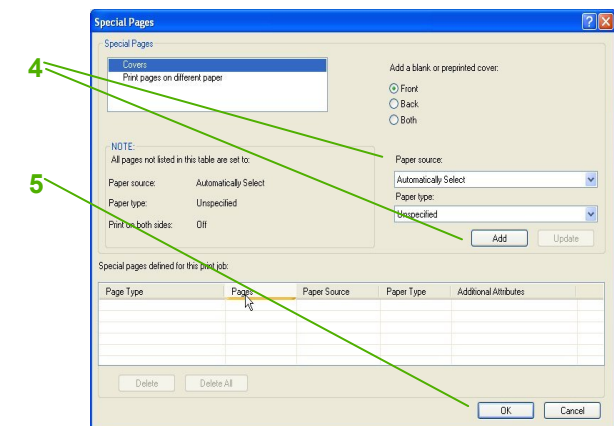 Special Pages
Special Pages
Covers
Print pages on different paper
Add a blank or preprinted cover:
Front
Back
Both
4
NOTE:
All pages not listed in this table are set to:
Paper source: Automatically Select
Paper type: Unspecified
Print on both sides: Off
Paper source:
Automatically Select
Paper type:
Unspecified
Add Update
5
Special pages defined for this print job:
Page Type Pages Paper Source Paper Type Additional Attributes
Delete Delete All
OK Cancel